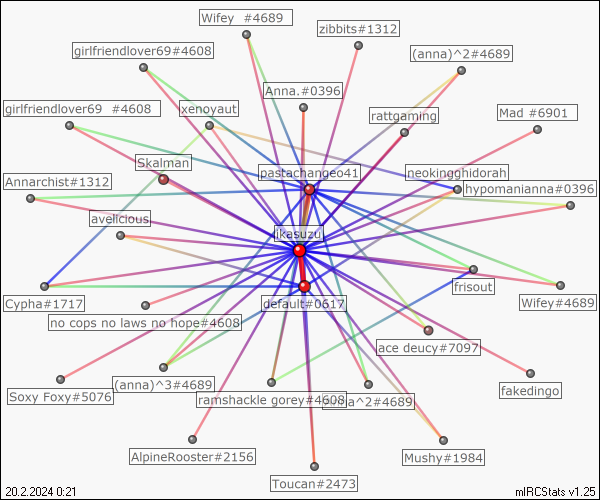 Wifey #4689
zibbits#1312
girlfriendlover69#4608
(anna)^2#4689
Anna.#0396
girlfriendlover69 #4608
xenoyaut
rattgaming
Mad #6901
Skalman
pastachangeo41
neokingghidorah
Annarchist#1312
hypomanianna#0396
avelicious
ikasuzu
Cypha#1717
default#0617
frisout
Wifey#4689
no cops no laws no hope#4608
ace deucy#7097
Soxy Foxy#5076
(anna)^3#4689
ramshackle gorey#4608
^2#4689
fakedingo
AlpineRooster#2156
Mushy#1984
Toucan#2473
20.2.2024 0:21
mIRCStats v1.25